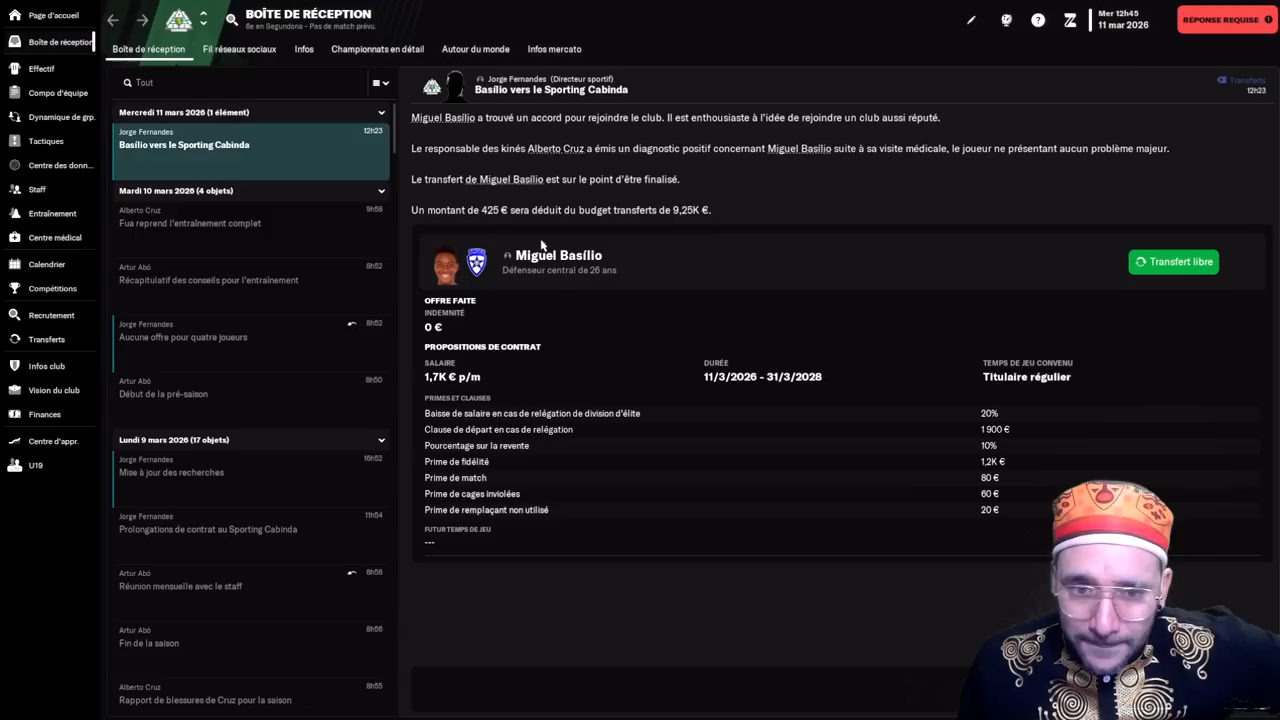 Page d'accueil
Boîte de réception
Effectif
Compo d'équipe
Dynamique de grp.
Tactiques
Centre des donn...
Staff
Entraînement
Centre médical
Calendrier
Compétitions
Recrutement
Transferts
Infos club
Vision du club
Finances
Centre d'appr.
U19
BOÎTE DE RÉCEPTION
6e en Segundona - Pas de match prévu.
Mer 12h45
11 mar 2026
RÉPONSE REQUISE
Boîte de réception
Fil réseaux sociaux
Infos
Championnats en détail
Autour du monde
Infos mercato
Tout
Mercredi 11 mars 2026 (1 élément)
Jorge Fernandes 12h23
Basílio vers le Sporting Cabinda
Mardi 10 mars 2026 (4 objets)
Alberto Cruz 9h58
Fua reprend l'entraînement complet
Artur Abó 8h52
Récapitulatif des conseils pour l'entraînement
Jorge Fernandes 8h52
Aucune offre pour quatre joueurs
Artur Abó 8h50
Début de la pré-saison
Lundi 9 mars 2026 (17 objets)
Jorge Fernandes 16h52
Mise à jour des recherches
Jorge Fernandes 11h54
Prolongations de contrat au Sporting Cabinda
Artur Abó 8h56
Réunion mensuelle avec le staff
Artur Abó 8h56
Fin de la saison
Alberto Cruz 8h55
Rapport de blessures de Cruz pour la saison
Jorge Fernandes (Directeur sportif)
Basílio vers le Sporting Cabinda
Transferts
12h23
Miguel Basílio a trouvé un accord pour rejoindre le club. Il est enthousiaste à l'idée de rejoindre un club aussi réputé.
Le responsable des kinés Alberto Cruz a émis un diagnostic positif concernant Miguel Basílio suite à sa visite médicale, le joueur ne présentant aucun problème majeur.
Le transfert de Miguel Basílio est sur le point d'être finalisé.
Un montant de 425 € sera déduit du budget transferts de 9,25K €.
Miguel Basílio
Défenseur central de 26 ans
Transfert libre
OFFRE FAITE
INDEMNITÉ
0 €
PROPOSITIONS DE CONTRAT
SALAIRE DURÉE TEMPS DE JEU CONVENU
1,7K € p/m 11/3/2026 - 31/3/2028 Titulaire régulier
PRIMES ET CLAUSES
Baisse de salaire en cas de relégation de division d'élite 20%
Clause de départ en cas de relégation 1 900 €
Pourcentage sur la revente 10%
Prime de fidélité 1,2K €
Prime de match 80 €
Prime de cages inviolées 60 €
Prime de remplaçant non utilisé 20 €
FUTUR TEMPS DE JEU
---